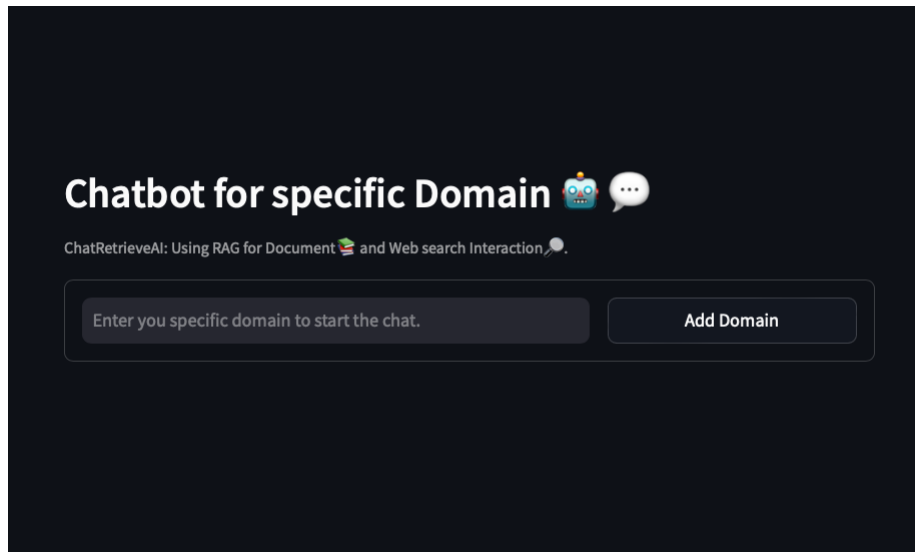 Chatbot for specific Domain 🤖 💬
ChatRetrieveAI: Using RAG for Document📚 and Web search Interaction🔎.
Enter you specific domain to start the chat.
Add Domain